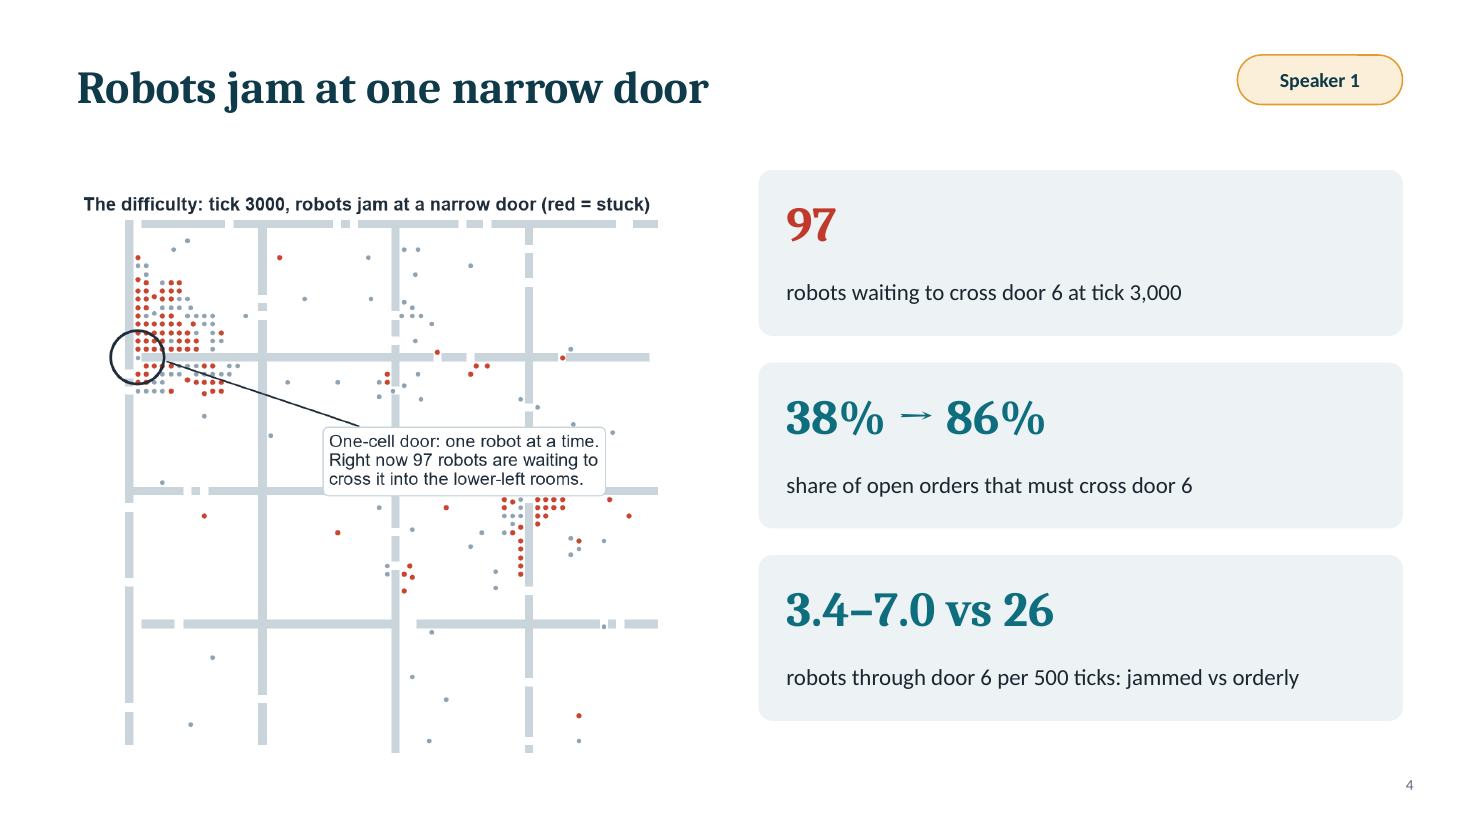 Robots jam at one narrow door
Speaker 1
The difficulty: tick 3000, robots jam at a narrow door (red = stuck)
One-cell door: one robot at a time.
Right now 97 robots are waiting to
cross it into the lower-left rooms.
97
robots waiting to cross door 6 at tick 3,000
38% → 86%
share of open orders that must cross door 6
3.4–7.0 vs 26
robots through door 6 per 500 ticks: jammed vs orderly
4